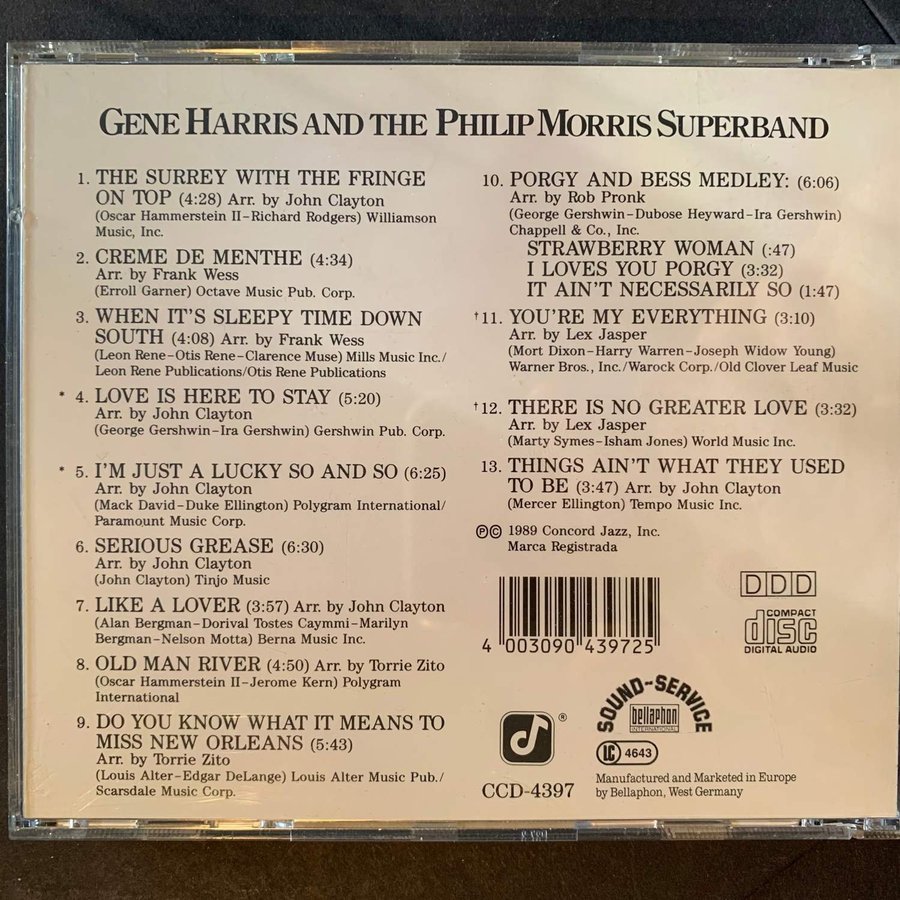 GENE HARRIS AND THE PHILIP MORRIS SUPERBAND
1. THE SURREY WITH THE FRINGE
ON TOP (4:28) Arr. by John Clayton
(Oscar Hammerstein II–Richard Rodgers) Williamson
Music, Inc.
2. CREME DE MENTHE (4:34)
Arr. by Frank Wess
(Erroll Garner) Octave Music Pub. Corp.
3. WHEN IT'S SLEEPY TIME DOWN
SOUTH (4:08) Arr. by Frank Wess
(Leon Rene–Otis Rene–Clarence Muse) Mills Music Inc./
Leon Rene Publications/Otis Rene Publications
* 4. LOVE IS HERE TO STAY (5:20)
Arr. by John Clayton
(George Gershwin–Ira Gershwin) Gershwin Pub. Corp.
* 5. I'M JUST A LUCKY SO AND SO (6:25)
Arr. by John Clayton
(Mack David–Duke Ellington) Polygram International/
Paramount Music Corp.
6. SERIOUS GREASE (6:30)
Arr. by John Clayton
(John Clayton) Tinjo Music
7. LIKE A LOVER (3:57) Arr. by John Clayton
(Alan Bergman–Dorival Tostes Caymmi–Marilyn
Bergman–Nelson Motta) Berna Music Inc.
8. OLD MAN RIVER (4:50) Arr. by Torrie Zito
(Oscar Hammerstein II–Jerome Kern) Polygram
International
9. DO YOU KNOW WHAT IT MEANS TO
MISS NEW ORLEANS (5:43)
Arr. by Torrie Zito
(Louis Alter–Edgar DeLange) Louis Alter Music Pub./
Scarsdale Music Corp.
10. PORGY AND BESS MEDLEY: (6:06)
Arr. by Rob Pronk
(George Gershwin–Dubose Heyward–Ira Gershwin)
Chappell & Co., Inc.
STRAWBERRY WOMAN (:47)
I LOVES YOU PORGY (3:32)
IT AIN'T NECESSARILY SO (1:47)
†11. YOU'RE MY EVERYTHING (3:10)
Arr. by Lex Jasper
(Mort Dixon–Harry Warren–Joseph Widow Young)
Warner Bros., Inc./Warock Corp./Old Clover Leaf Music
†12. THERE IS NO GREATER LOVE (3:32)
Arr. by Lex Jasper
(Marty Symes–Isham Jones) World Music Inc.
13. THINGS AIN'T WHAT THEY USED
TO BE (3:47) Arr. by John Clayton
(Mercer Ellington) Tempo Music Inc.
℗© 1989 Concord Jazz, Inc.
Marca Registrada
4 003090 439725
DDD
COMPACT
disc
DIGITAL AUDIO
®
CCD-4397
SOUND-SERVICE
bellaphon
INTERNATIONAL
LC 4643
Manufactured and Marketed in Europe
by Bellaphon, West Germany